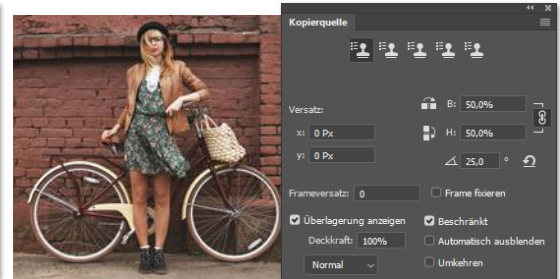 Kopierquelle
Versatz:
B: 50,0%
x: 0 Px
H: 50,0%
y: 0 Px
25,0 °
Frameversatz: 0
Frame fixieren
Überlagerung anzeigen
Beschränkt
Deckkraft: 100%
Automatisch ausblenden
Normal
Umkehren